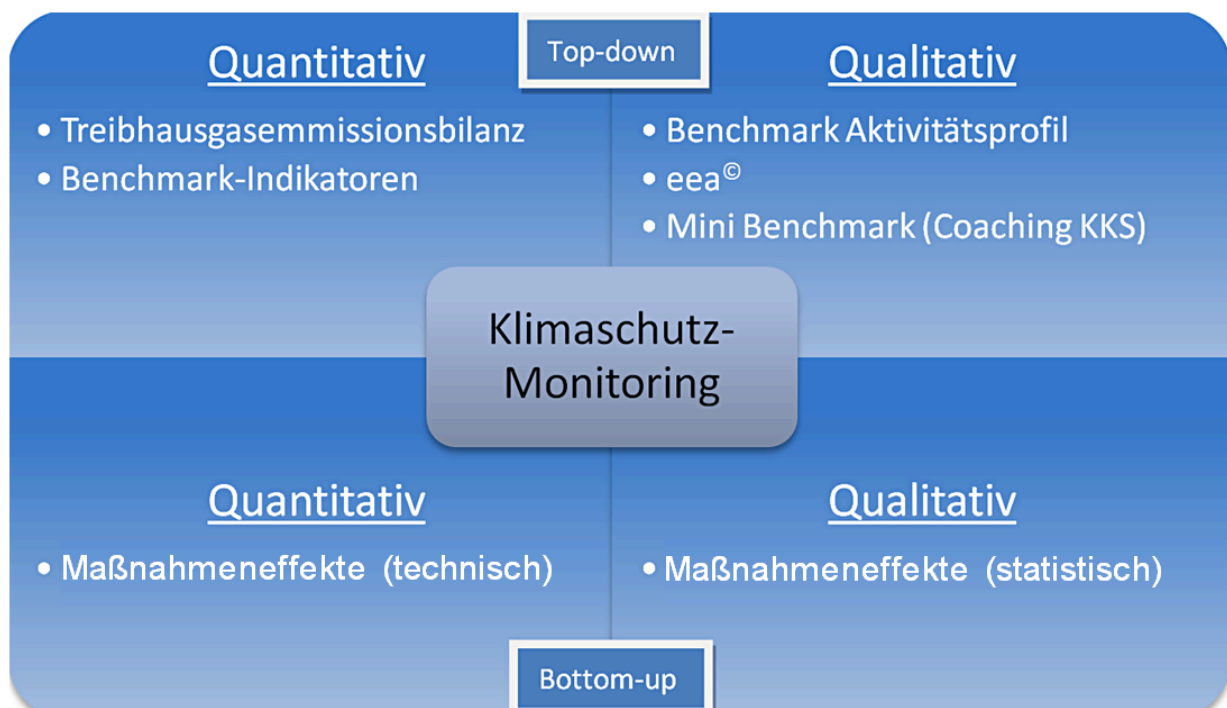 Top-down
Quantitativ
• Treibhausgasemmissionsbilanz
• Benchmark-Indikatoren
Qualitativ
• Benchmark Aktivitätsprofil
• eea©
• Mini Benchmark (Coaching KKS)
Klimaschutz-
Monitoring
Quantitativ
• Maßnahmeneffekte (technisch)
Qualitativ
• Maßnahmeneffekte (statistisch)
Bottom-up